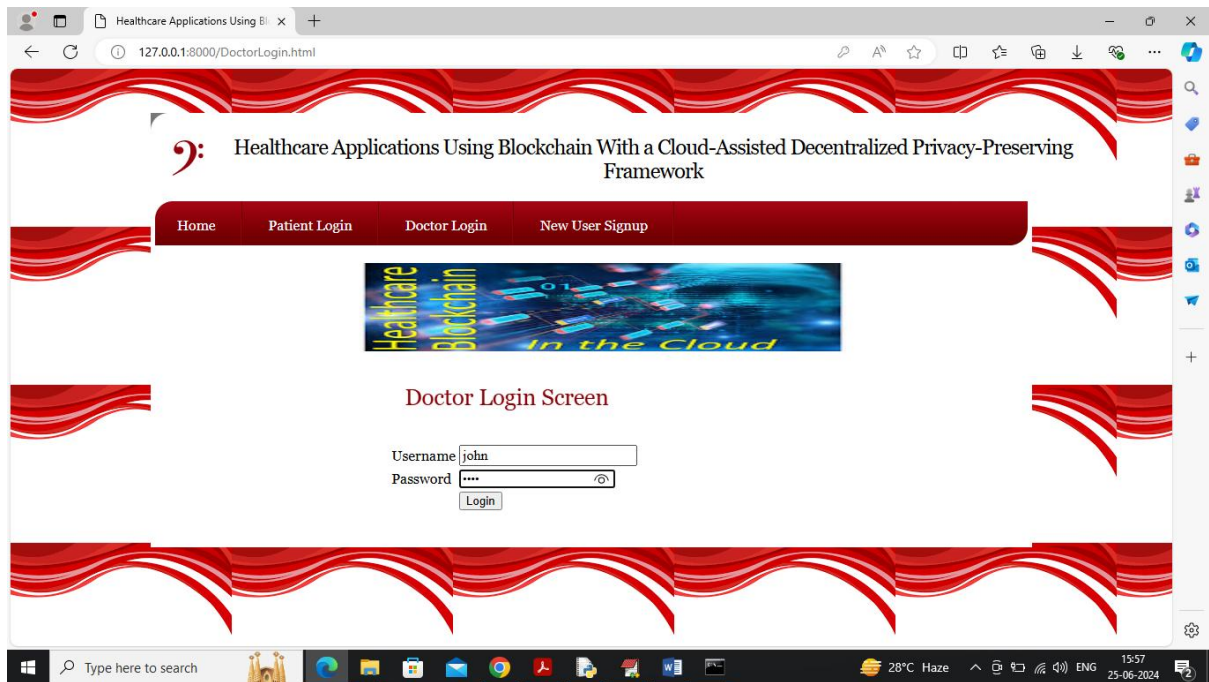 Healthcare Applications Using Bl
127.0.0.1:8000/DoctorLogin.html
Healthcare Applications Using Blockchain With a Cloud-Assisted Decentralized Privacy-Preserving
Framework
Home Patient Login Doctor Login New User Signup
Healthcare
Blockchain
01
In the Cloud
Doctor Login Screen
Username john
Password ••••
Login
Type here to search
28°C Haze ENG 15:57
25-06-2024
2